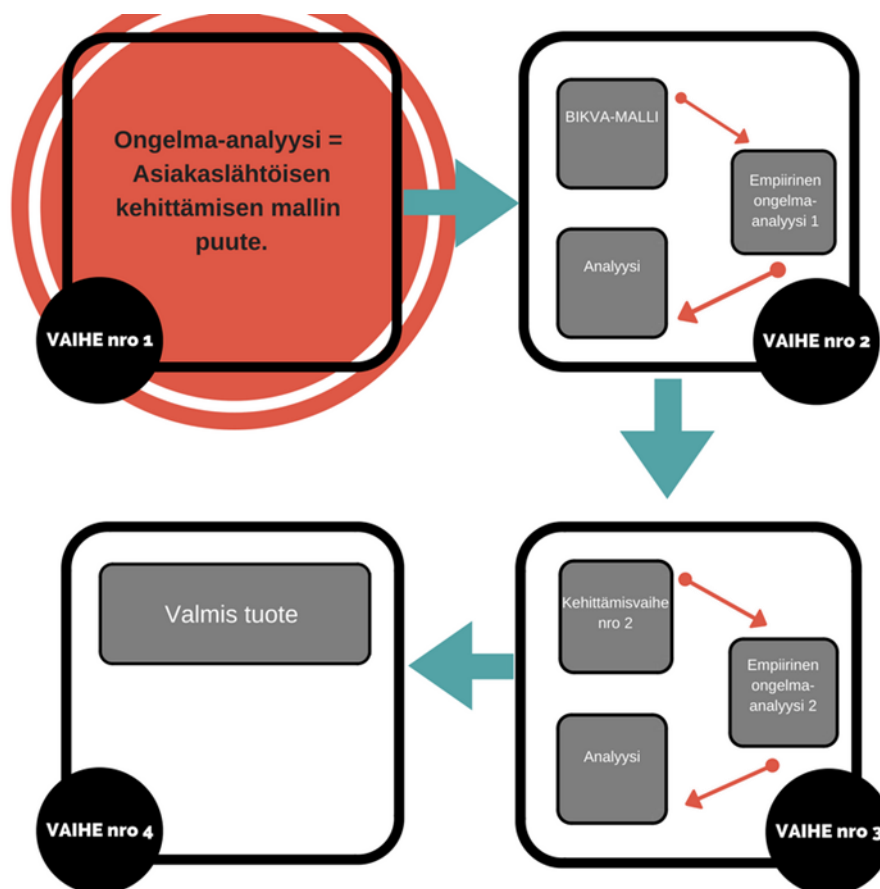 Ongelma-analyysi =
Asiakaslähtöisen
kehittämisen mallin
puute.
VAIHE nro 1
BIKVA-MALLI
Empiirinen
ongelma-
analyysi 1
Analyysi
VAIHE nro 2
Kehittämisvaihe
nro 2
Empiirinen
ongelma-
analyysi 2
Analyysi
VAIHE nro 3
Valmis tuote
VAIHE nro 4